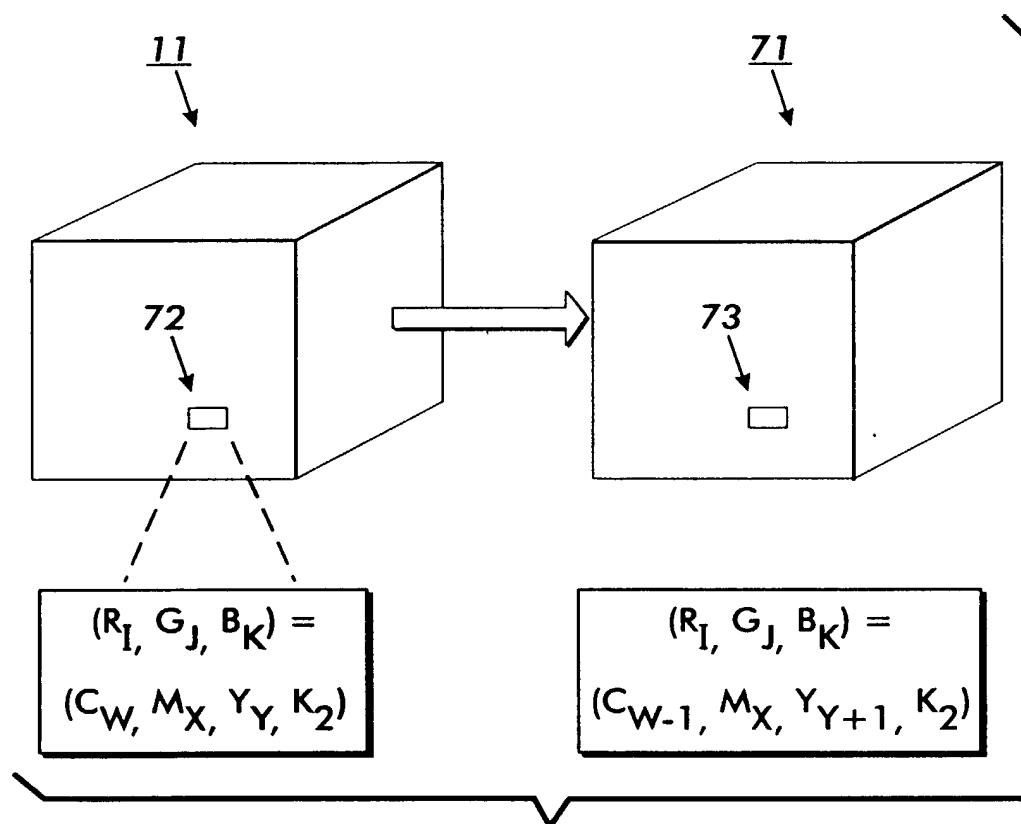 11
71
72
73
(R_I, G_J, B_K) =
(C_W, M_X, Y_Y, K_2)
(R_I, G_J, B_K) =
(C_W-1, M_X, Y_Y+1, K_2)